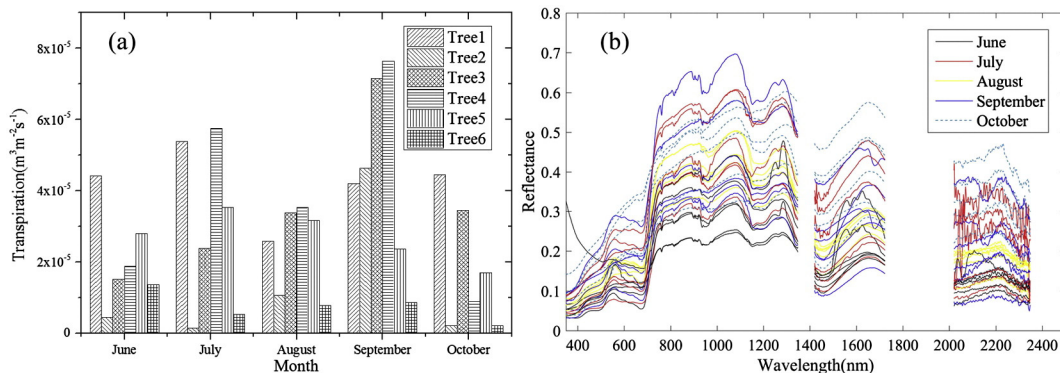 (a)
Transpiration(m³m⁻²s⁻¹)
8x10⁻⁵
6x10⁻⁵
4x10⁻⁵
2x10⁻⁵
0
June July August September October
Month
Tree1
Tree2
Tree3
Tree4
Tree5
Tree6
(b)
Reflectance
0.8
0.7
0.6
0.5
0.4
0.3
0.2
0.1
0
400 600 800 1000 1200 1400 1600 1800 2000 2200 2400
Wavelength(nm)
June
July
August
September
October